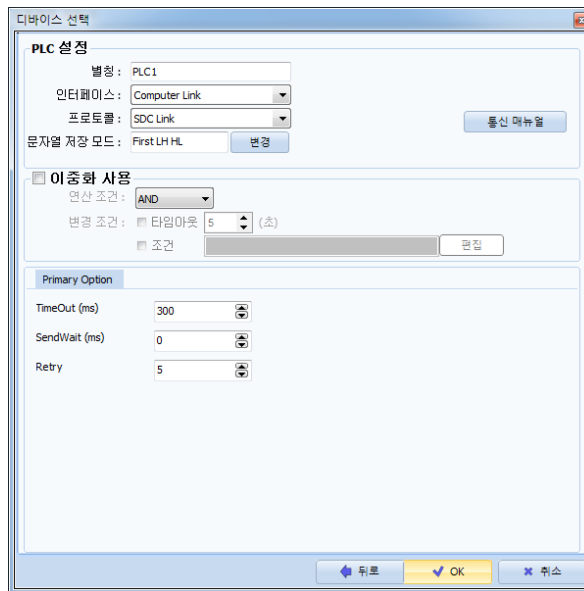 디바이스 선택
PLC 설정
별칭 : PLC1
인터페이스 : Computer Link
프로토콜 : SDC Link 통신 매뉴얼
문자열 저장 모드 : First LH HL 변경
이중화 사용
연산 조건 : AND
변경 조건 : 타임아웃 5 (초)
조건 편집
Primary Option
TimeOut (ms) 300
SendWait (ms) 0
Retry 5
뒤로 OK 취소